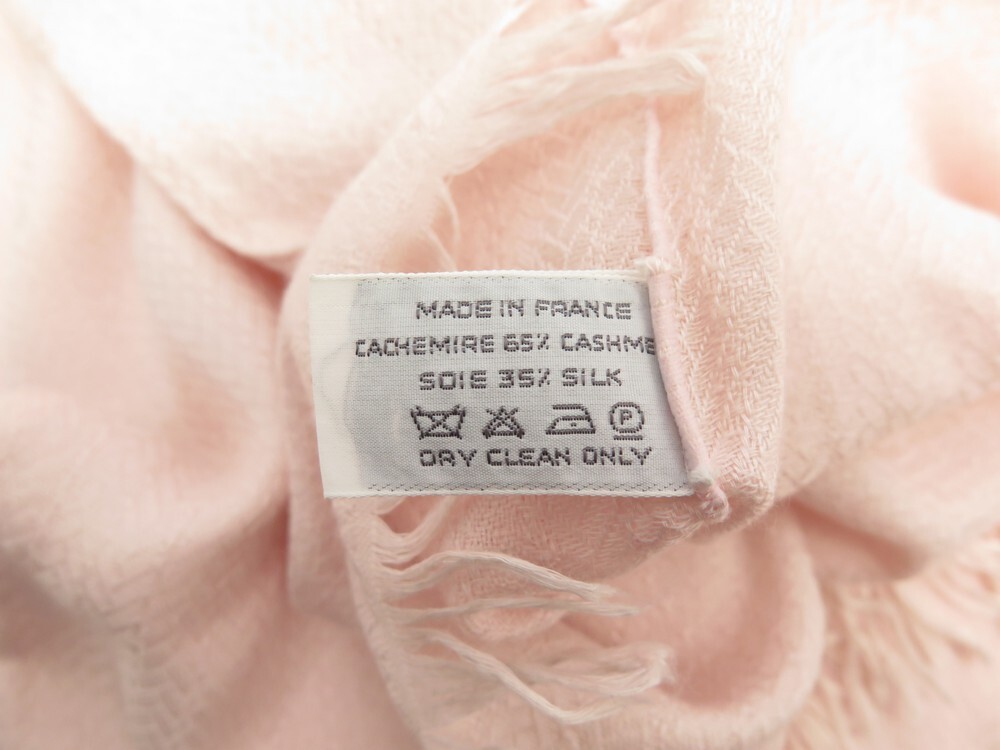 MADE IN FRANCE
CACHEMIRE 65% CASHME
SOIE 35% SILK
P
DRY CLEAN ONLY